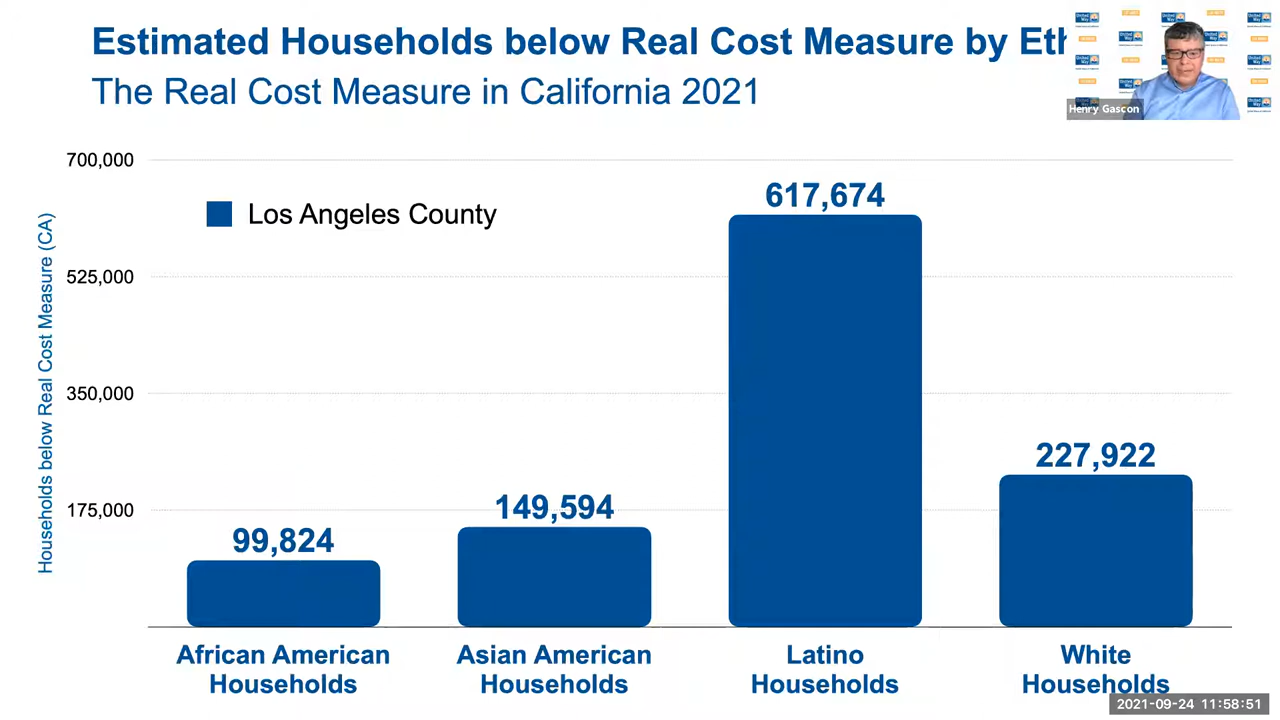 Estimated Households below Real Cost Measure by Eth
The Real Cost Measure in California 2021
Henry Gascon
United Way
Households below Real Cost Measure (CA)
700,000
525,000
350,000
175,000
Los Angeles County
99,824
149,594
617,674
227,922
African American
Households
Asian American
Households
Latino
Households
White
Households
2021-09-24 11:58:51